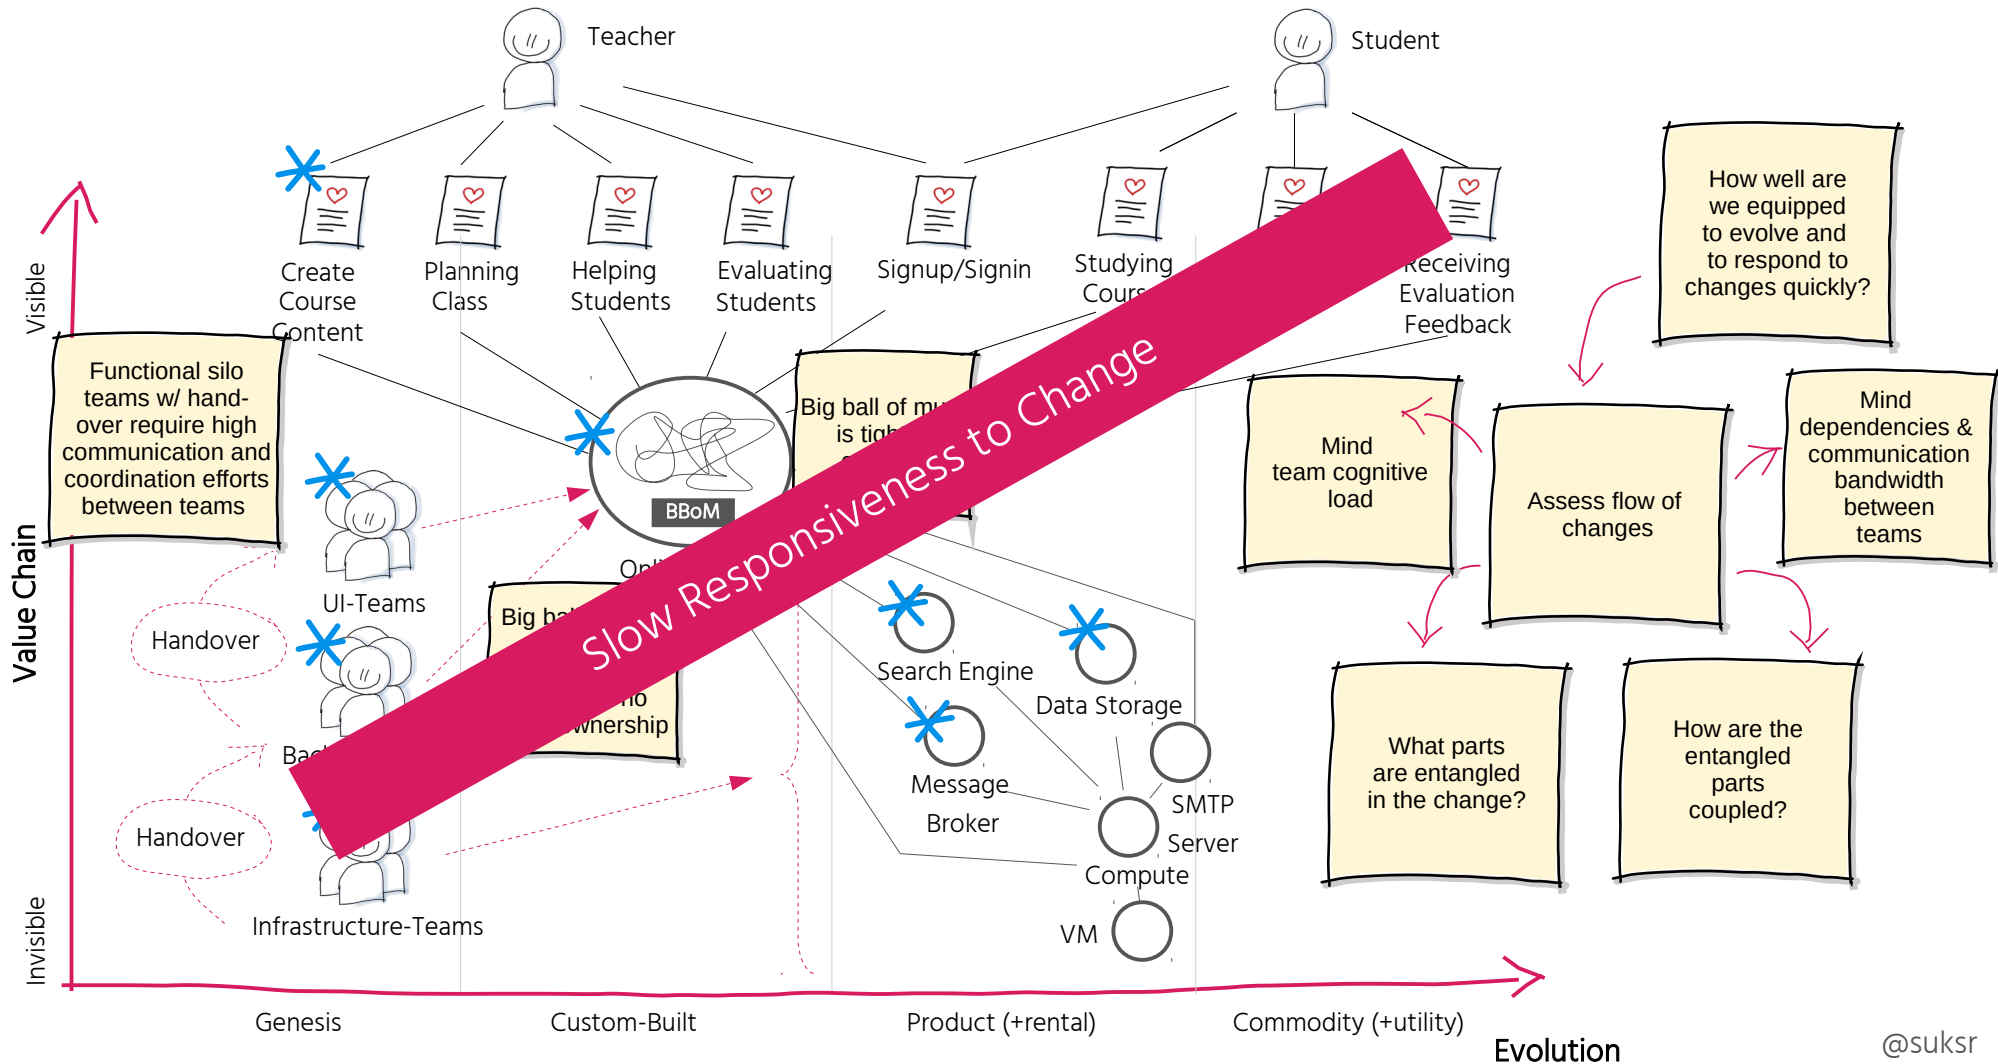 Teacher
Student
Create
Course
Content
Planning
Class
Helping
Students
Evaluating
Students
Signup/Signin
Studying
Receiving
Evaluation
Feedback
How well are
we equipped
to evolve and
to respond to
changes quickly?
Visible
Value Chain
Invisible
Functional silo
teams w/ hand-
over require high
communication and
coordination efforts
between teams
Big ball of
is
BBoM
Slow Responsiveness to Change
Mind
team cognitive
load
Assess flow of
changes
Mind
dependencies &
communication
bandwidth
between
teams
UI-Teams
Handover
Big
no
Search Engine
Data Storage
Message
Broker
SMTP
Server
Compute
VM
Handover
Infrastructure-Teams
What parts
are entangled
in the change?
How are the
entangled
parts
coupled?
Genesis
Custom-Built
Product (+rental)
Commodity (+utility)
Evolution
@suksr